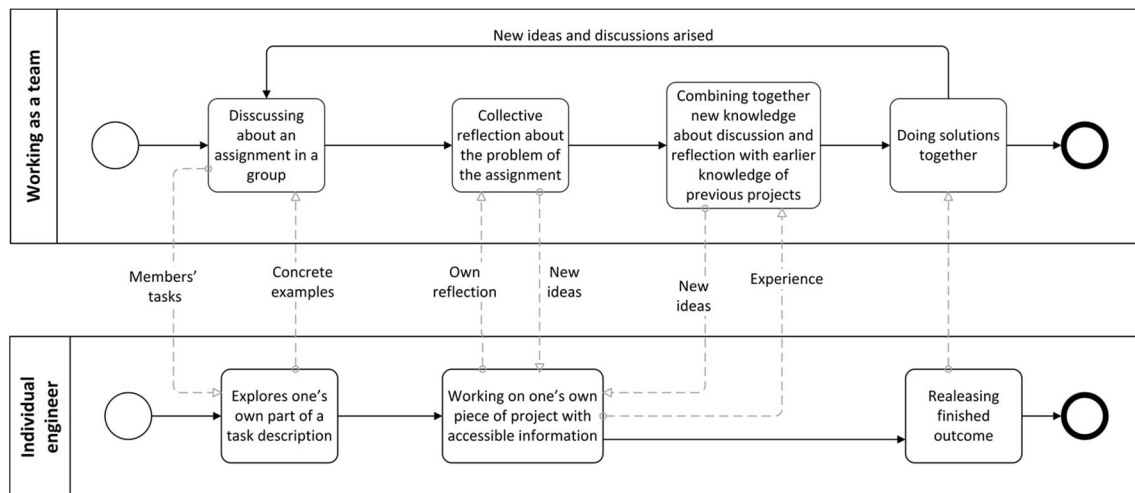 Working as a team
New ideas and discussions arised
Disscussing
about an
assignment in a
group
Collective
reflection about
the problem of
the assignment
Combining together
new knowledge
about discussion and
reflection with earlier
knowledge of
previous projects
Doing solutions
together
Members'
tasks
Concrete
examples
Own
reflection
New
ideas
New
ideas
Experience
Individual
engineer
Explores one's
own part of a
task description
Working on one's own
piece of project with
accessible information
Realeasing
finished
outcome